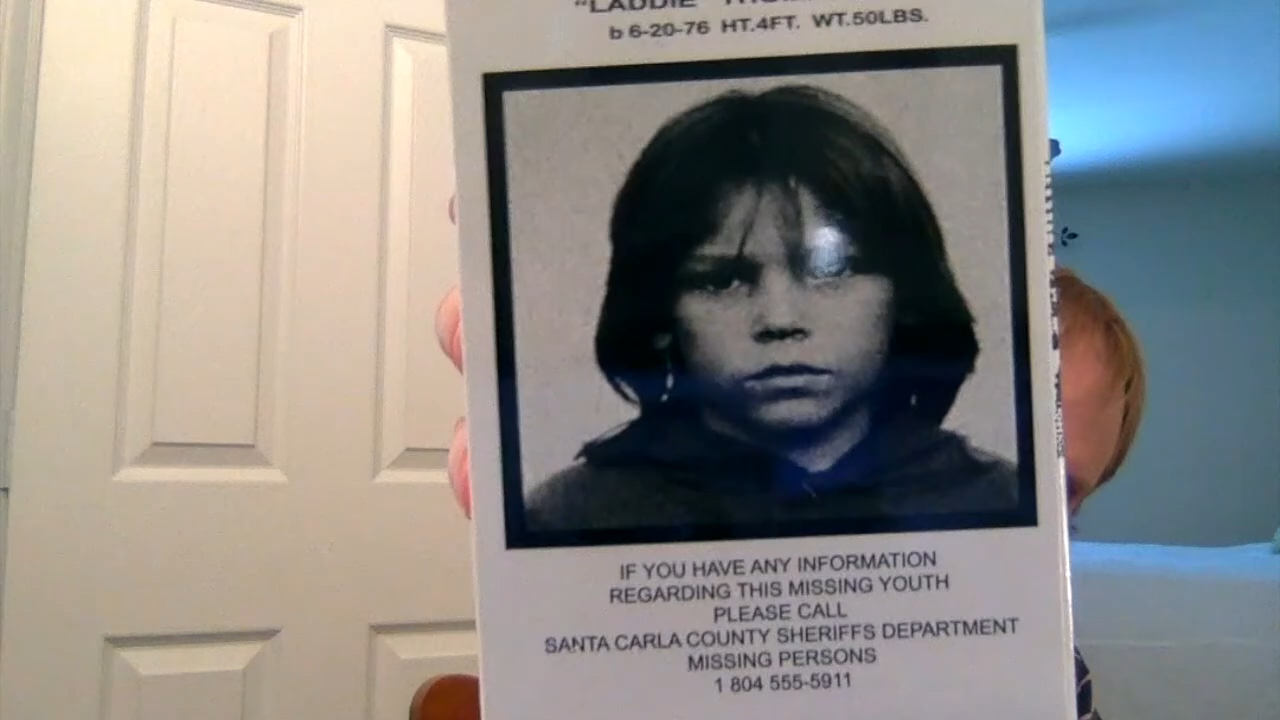 "LADDIE"
b 6-20-76 HT.4FT. WT.50LBS.
IF YOU HAVE ANY INFORMATION
REGARDING THIS MISSING YOUTH
PLEASE CALL
SANTA CARLA COUNTY SHERIFFS DEPARTMENT
MISSING PERSONS
1 804 555-5911